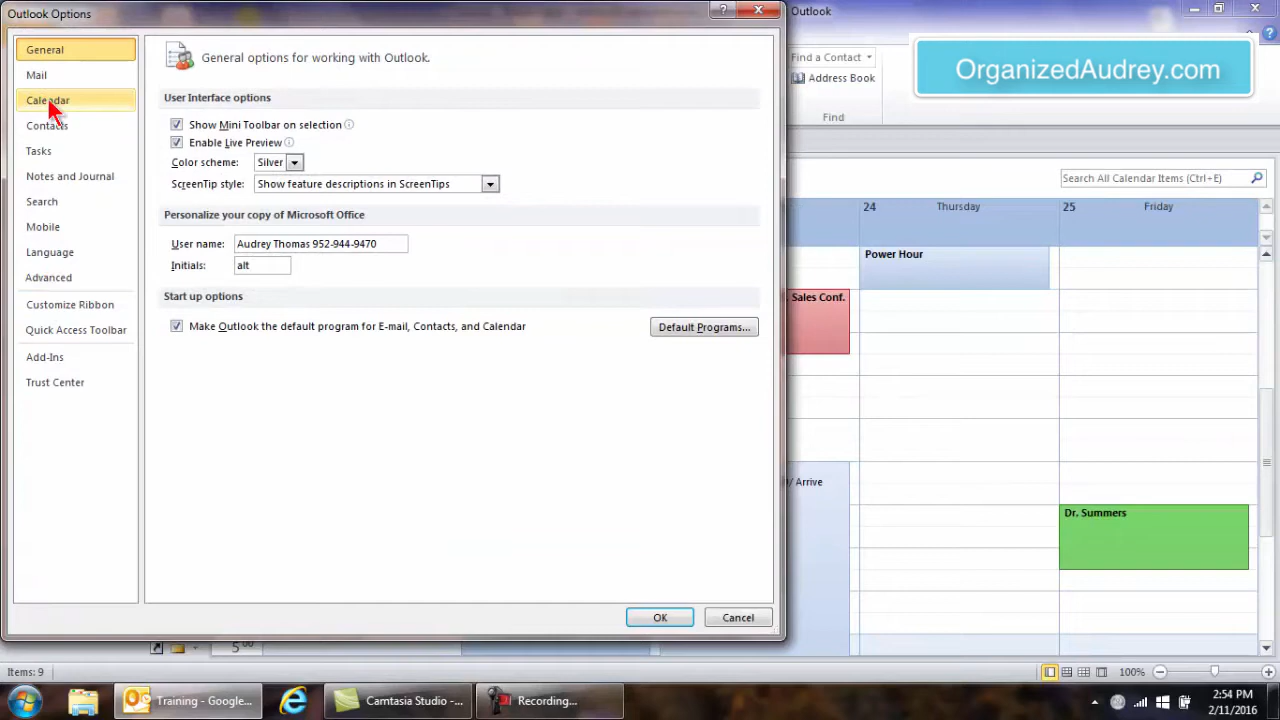 Outlook Options
Outlook
General
Mail
Calendar
Contacts
Tasks
Notes and Journal
Search
Mobile
Language
Advanced
Customize Ribbon
Quick Access Toolbar
Add-Ins
Trust Center
General options for working with Outlook.
User Interface options
Show Mini Toolbar on selection
Enable Live Preview
Color scheme: Silver
ScreenTip style: Show feature descriptions in ScreenTips
Personalize your copy of Microsoft Office
User name: Audrey Thomas 952-944-9470
Initials: alt
Start up options
Make Outlook the default program for E-mail, Contacts, and Calendar
Default Programs...
OK
Cancel
Find a Contact
Address Book
Find
OrganizedAudrey.com
Search All Calendar Items (Ctrl+E)
24 Thursday
25 Friday
Power Hour
Sales Conf.
/ Arrive
Dr. Summers
5 00
Items: 9
100%
Training - Google...
Camtasia Studio -...
Recording...
2:54 PM
2/11/2016